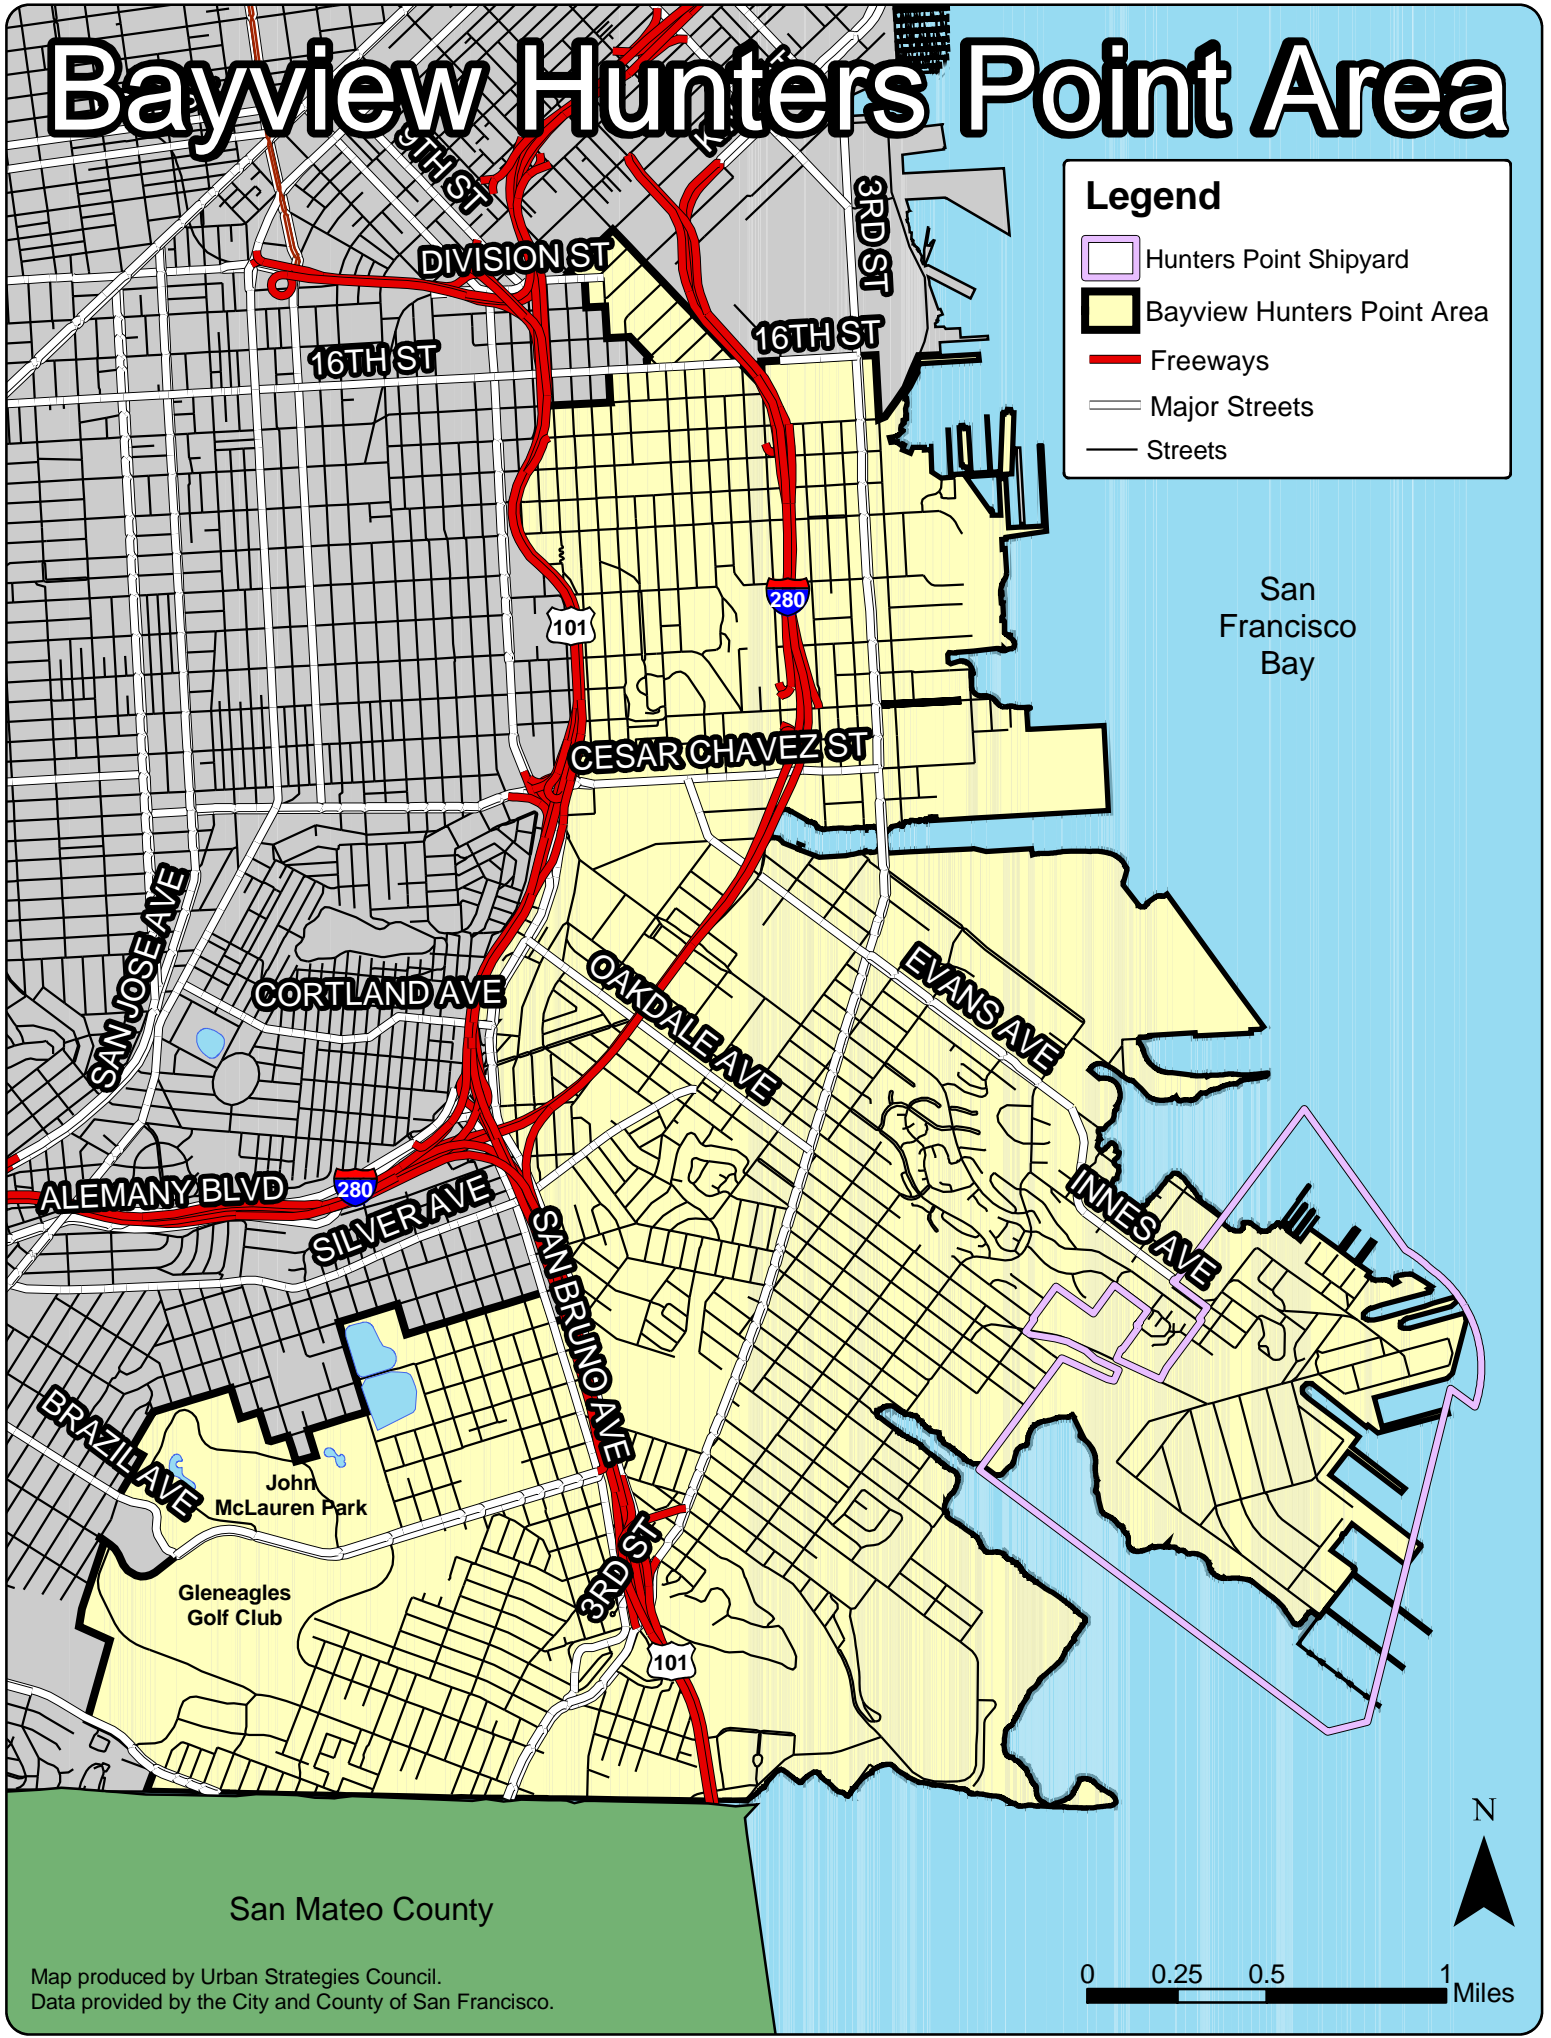 Bayview Hunters Point Area
9TH ST
3RD ST
DIVISION ST
16TH ST
16TH ST
Legend
Hunters Point Shipyard
Bayview Hunters Point Area
Freeways
Major Streets
Streets
280
101
San
Francisco
Bay
CESAR CHAVEZ ST
SAN JOSE AVE
CORTLAND AVE
OAKDALE AVE
EVANS AVE
ALEMANY BLVD
280
SILVER AVE
INNES AVE
SAN BRUNO AVE
BRAZIL AVE
John
McLauren Park
Gleneagles
Golf Club
3RD ST
101
San Mateo County
N
Map produced by Urban Strategies Council.
Data provided by the City and County of San Francisco.
0 0.25 0.5 1
Miles